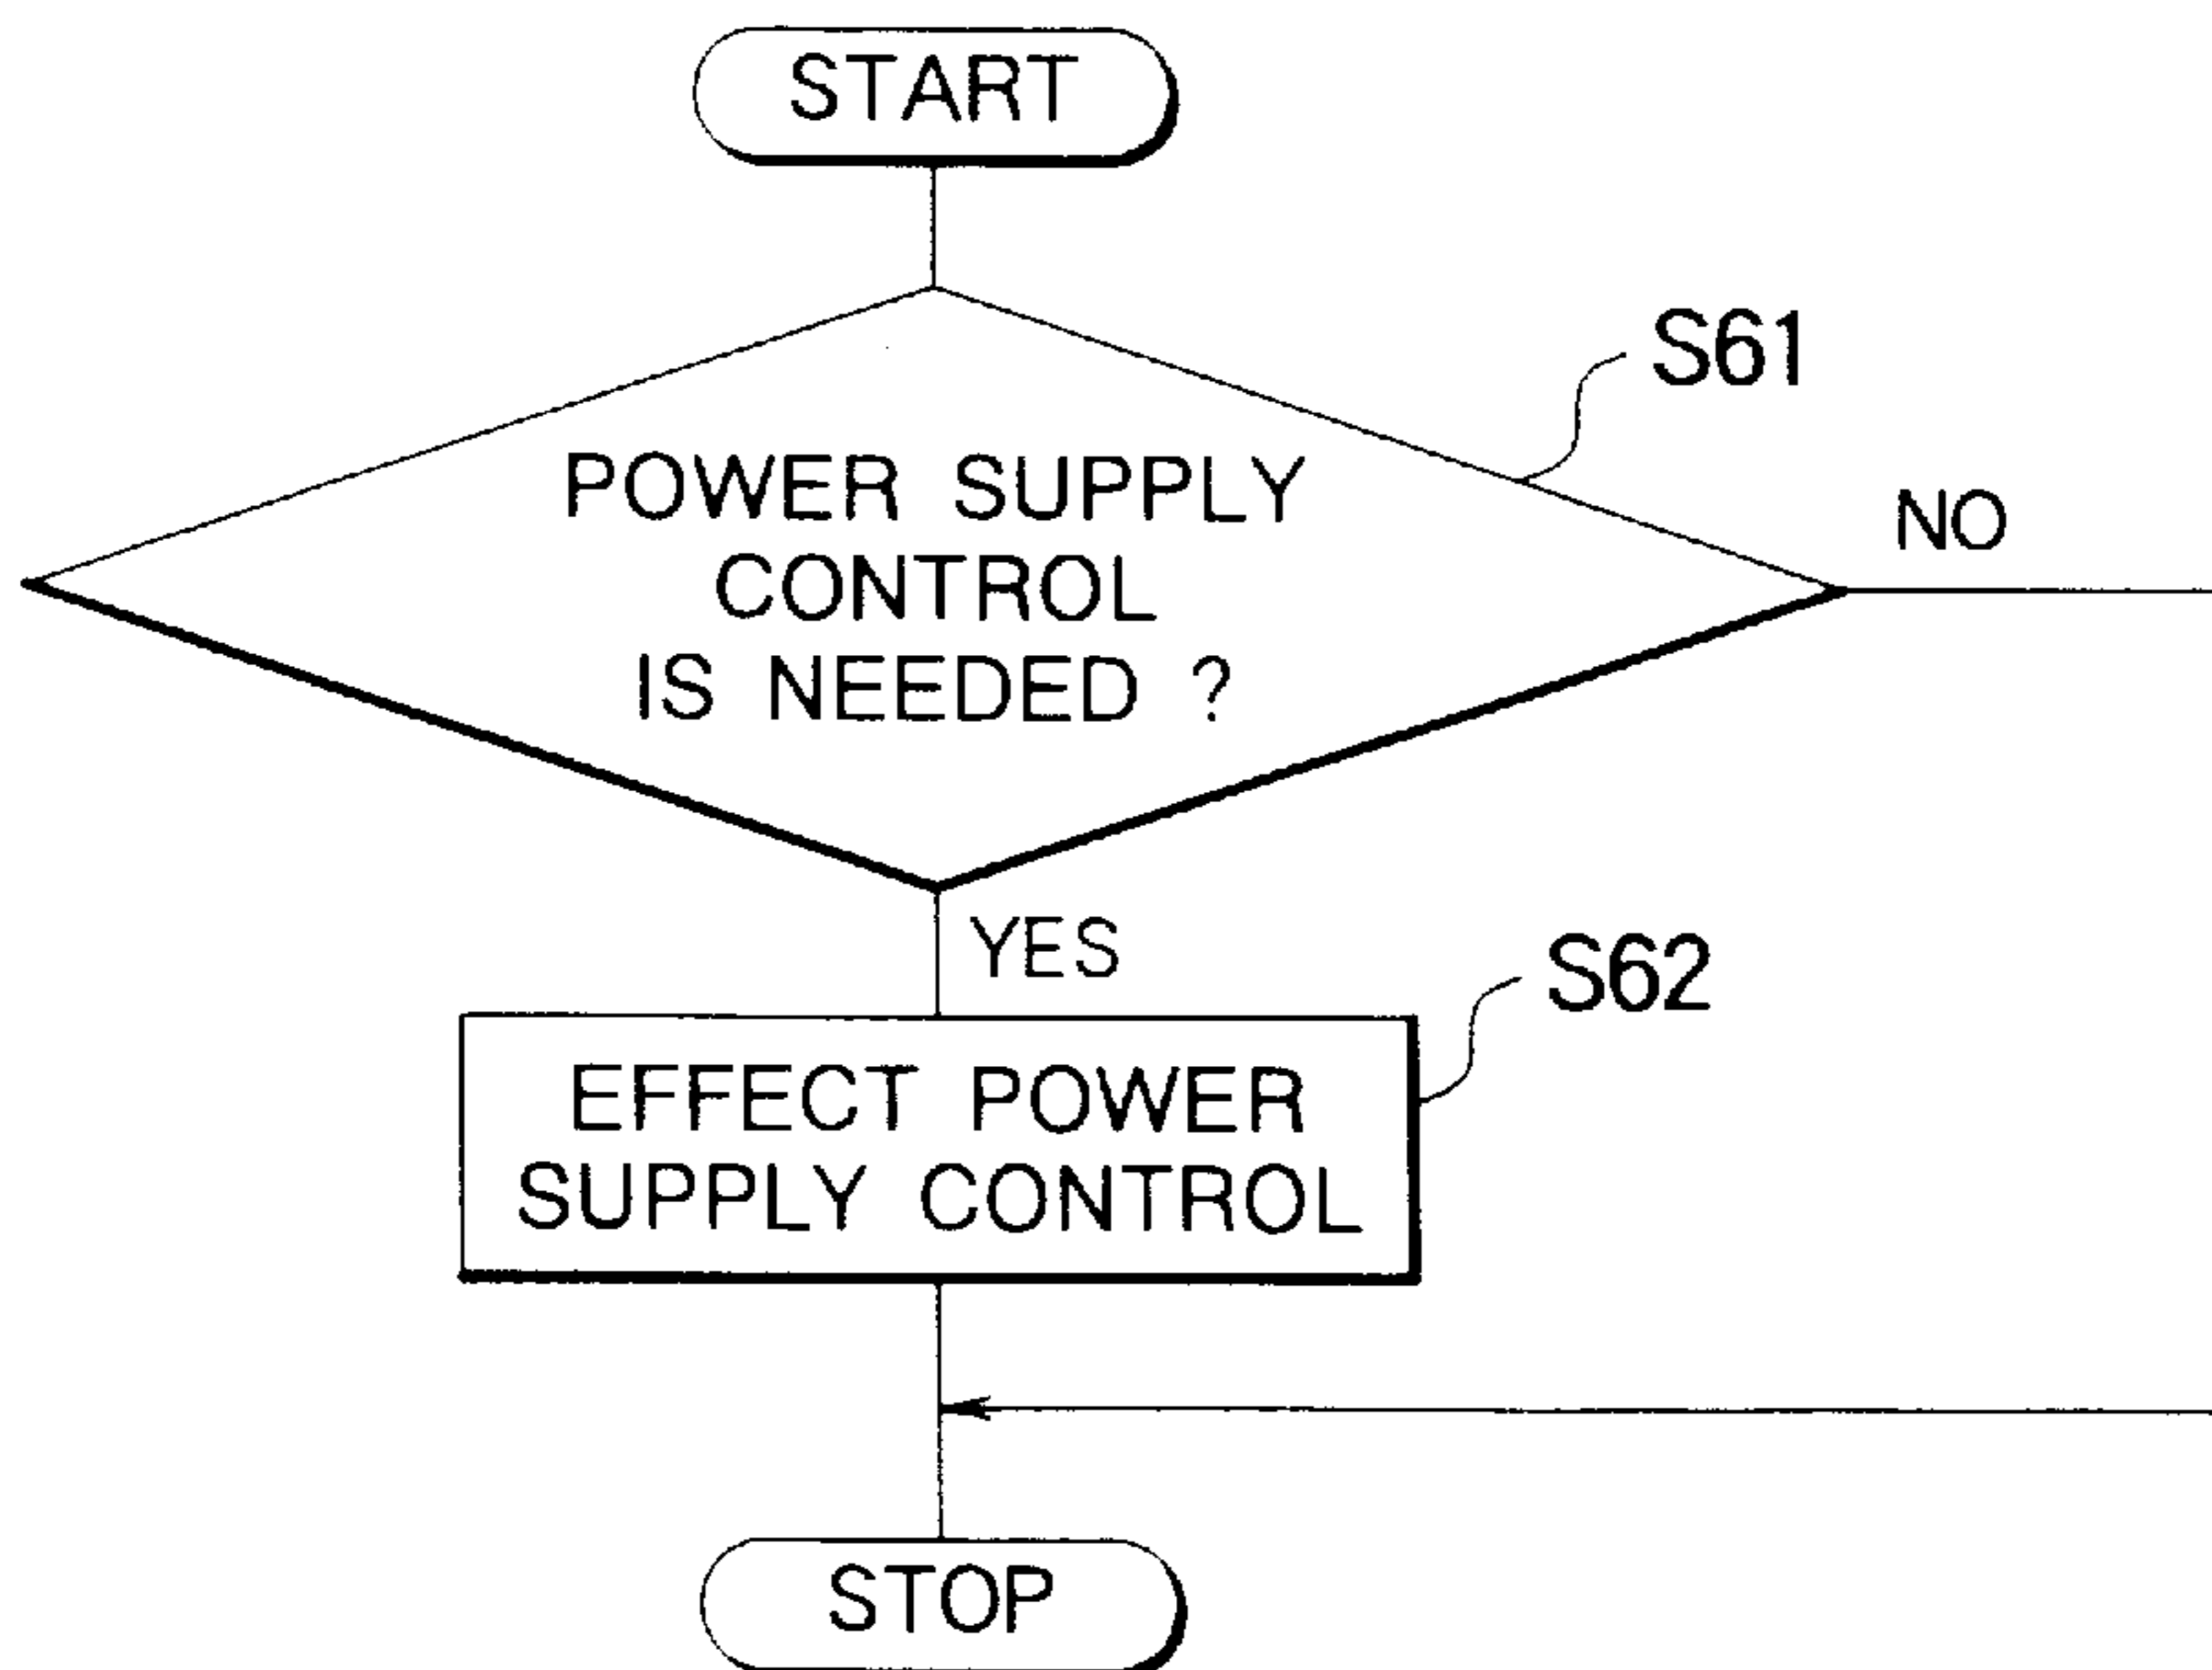 START
S61
POWER SUPPLY
CONTROL
IS NEEDED ?
NO
YES
S62
EFFECT POWER
SUPPLY CONTROL
STOP